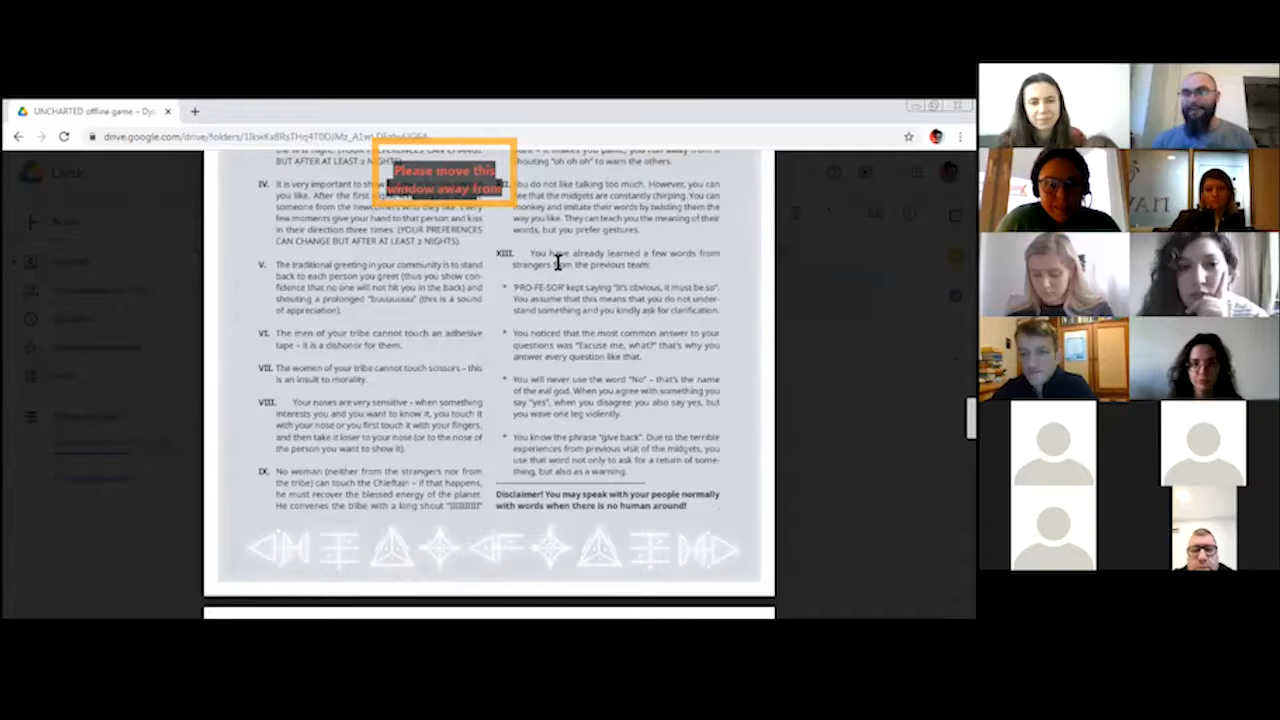 UNCHARTED offline game – Dys
drive.google.com/drive/folders/
BUT AFTER AT LEAST 2 NIGHTS).
Please move this
window away from
IV. It is very important to
you like. After the first
someone from the newcomers who they like. Every
few moments give your hand to that person and kiss
in their direction three times. (YOUR PREFERENCES
CAN CHANGE BUT AFTER AT LEAST 2 NIGHTS).
V. The traditional greeting in your community is to stand
back to each person you greet (thus you show con-
fidence that no one will not hit you in the back) and
shouting a prolonged "buuuuuuu" (this is a sound
of appreciation).
VI. The men of your tribe cannot touch an adhesive
tape – it is a dishonor for them.
VII. The women of your tribe cannot touch scissors – this
is an insult to morality.
VIII. Your noses are very sensitive – when something
interests you and you want to know it, you touch it
with your nose or you first touch it with your fingers,
and then take it loser to your nose (or to the nose of
the person you want to show it).
IX. No woman (neither from the strangers nor from
the tribe) can touch the Chieftain – if that happens,
he must recover the blessed energy of the planet.
He convenes the tribe with a long shout
it makes you panic, you run away from it
shouting "oh oh oh" to warn the others.
You do not like talking too much. However, you can
see that the midgets are constantly chirping. You can
monkey and imitate their words by twisting them the
way you like. They can teach you the meaning of their
words, but you prefer gestures.
XIII. You have already learned a few words from
strangers from the previous team:
* 'PRO-FE-SOR' kept saying "It's obvious, it must be so".
You assume that this means that you do not under-
stand something and you kindly ask for clarification.
* You noticed that the most common answer to your
questions was "Excuse me, what?" that's why you
answer every question like that.
* You will never use the word "No" – that's the name
of the evil god. When you agree with something you
say "yes", when you disagree you also say yes, but
you wave one leg violently.
* You know the phrase "give back". Due to the terrible
experiences from previous visit of the midgets, you
use that word not only to ask for a return of some-
thing, but also as a warning.
Disclaimer! You may speak with your people normally
with words when there is no human around!